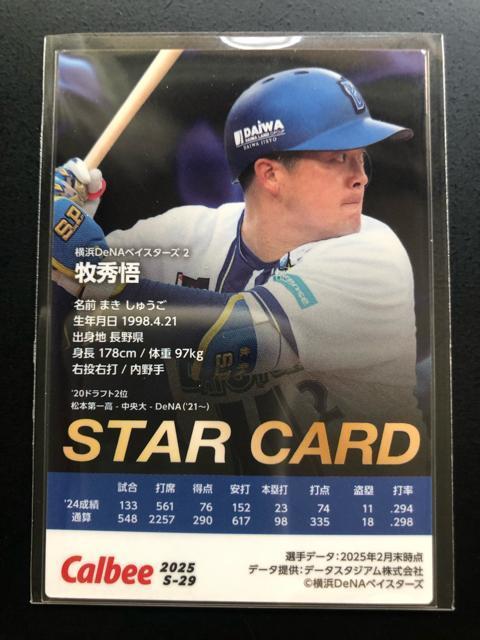 DAIWA
DAIWA LAND GROUP
DAIWA JISYO
S.P
横浜DeNAベイスターズ 2
牧秀悟
名前 まき しゅうご
生年月日 1998.4.21
出身地 長野県
身長 178cm / 体重 97kg
右投右打 / 内野手
'20ドラフト2位
松本第一高 - 中央大 - DeNA('21～)
STAR CARD
試合 打席 得点 安打 本塁打 打点 盗塁 打率
'24成績 133 561 76 152 23 74 11 .294
通算 548 2257 290 617 98 335 18 .298
Calbee 2025 S-29
選手データ：2025年2月末時点
データ提供：データスタジアム株式会社
©横浜DeNAベイスターズ